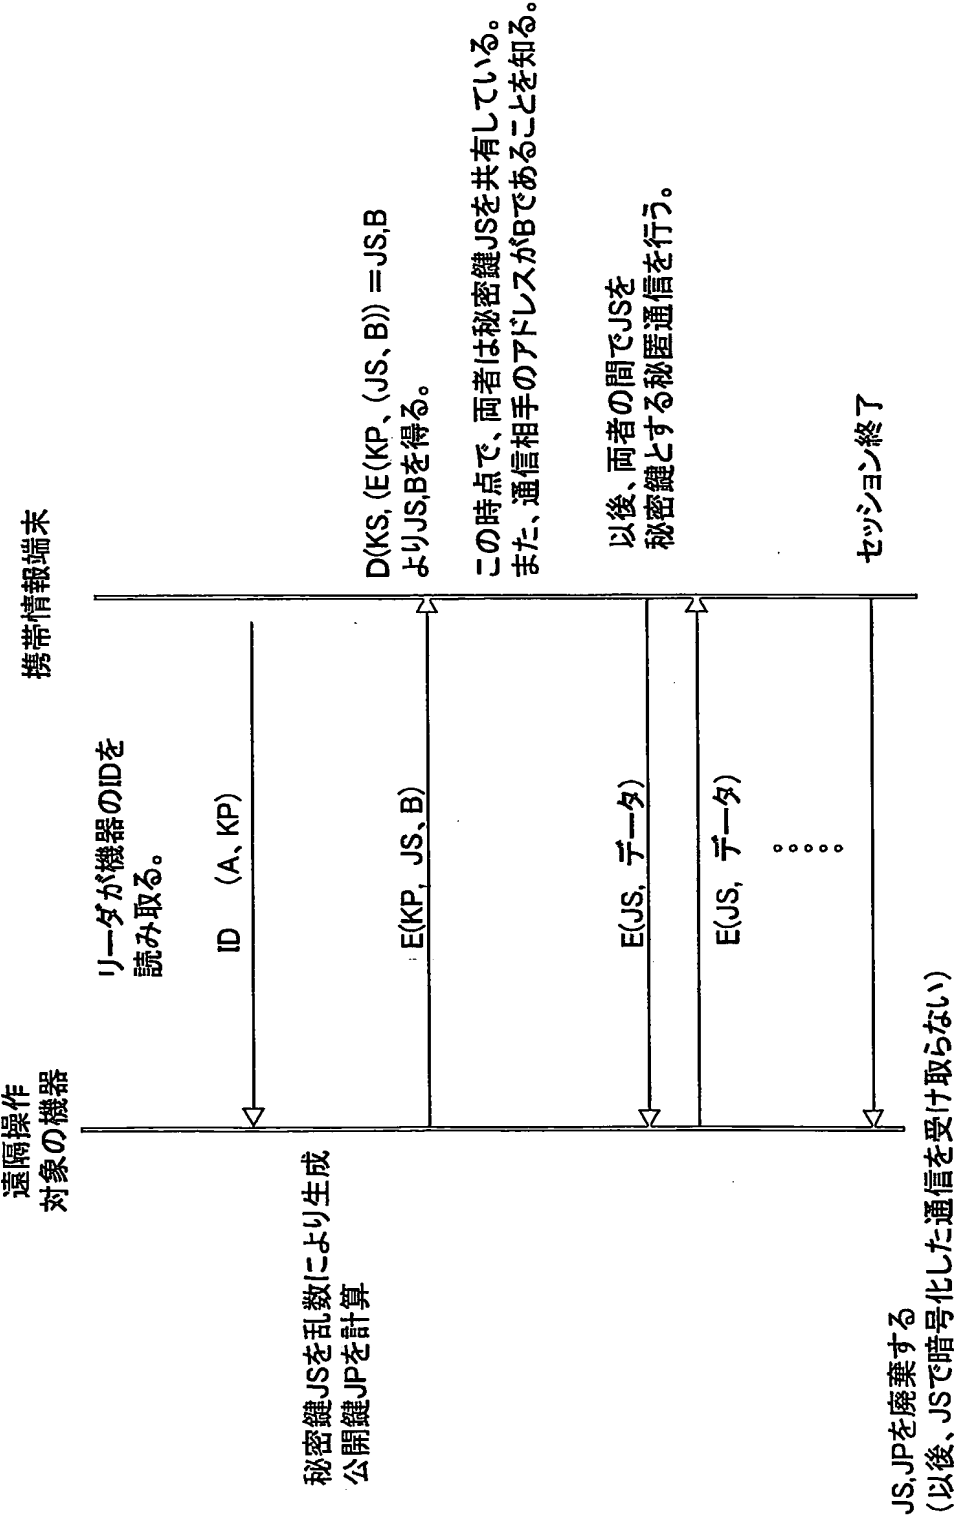 遠隔操作
対象の機器
携帯情報端末
リーダが機器のIDを
読み取る。
ID (A、KP)
秘密鍵JSを乱数により生成
公開鍵JPを計算
E(KP, JS、B)
D(KS,(E(KP、(JS、B))=JS,B
よりJS,Bを得る。
この時点で、両者は秘密鍵JSを共有している。
また、通信相手のアドレスがBであることを知る。
以後、両者の間でJSを
秘密鍵とする秘匿通信を行う。
E(JS, データ)
E(JS, データ)
セッション終了
JS,JPを廃棄する
(以後、JSで暗号化した通信を受け取らない)